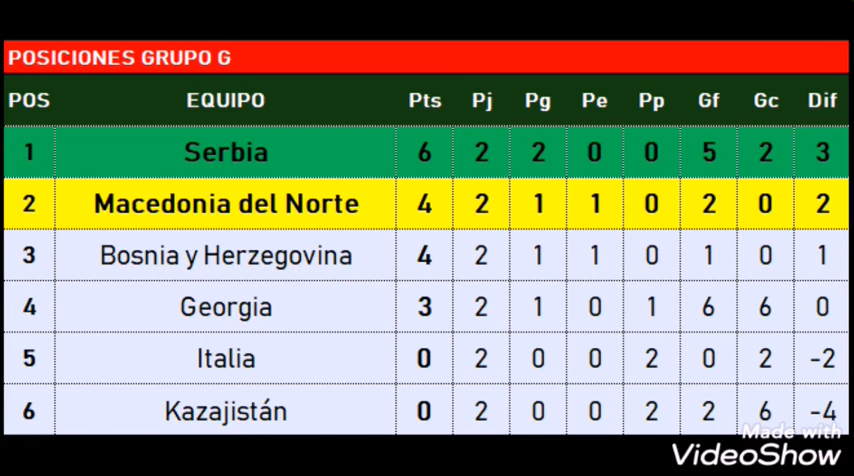 POSICIONES GRUPO G
POS EQUIPO Pts Pj Pg Pe Pp Gf Gc Dif
1 Serbia 6 2 2 0 0 5 2 3
2 Macedonia del Norte 4 2 1 1 0 2 0 2
3 Bosnia y Herzegovina 4 2 1 1 0 1 0 1
4 Georgia 3 2 1 0 1 6 6 0
5 Italia 0 2 0 0 2 0 2 -2
6 Kazajistán 0 2 0 0 2 2 6 -4
Made with
VideoShow